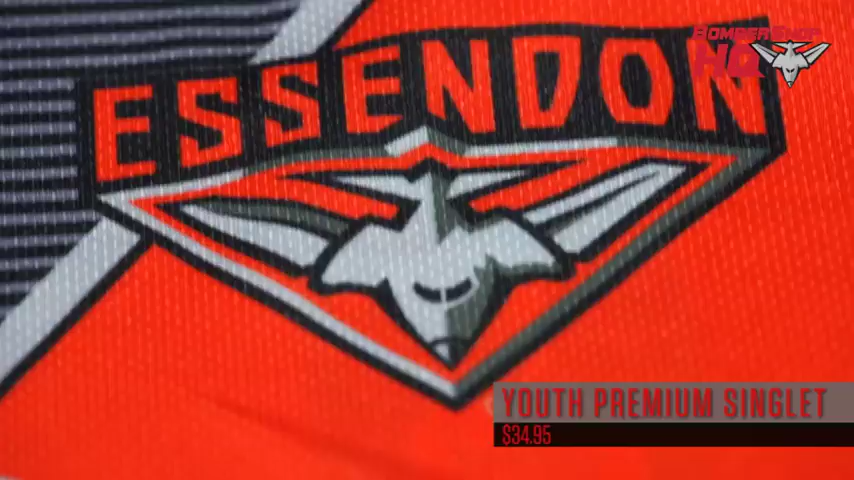 BOMBERSHOP
HQ
ESSENDON
YOUTH PREMIUM SINGLET
$34.95